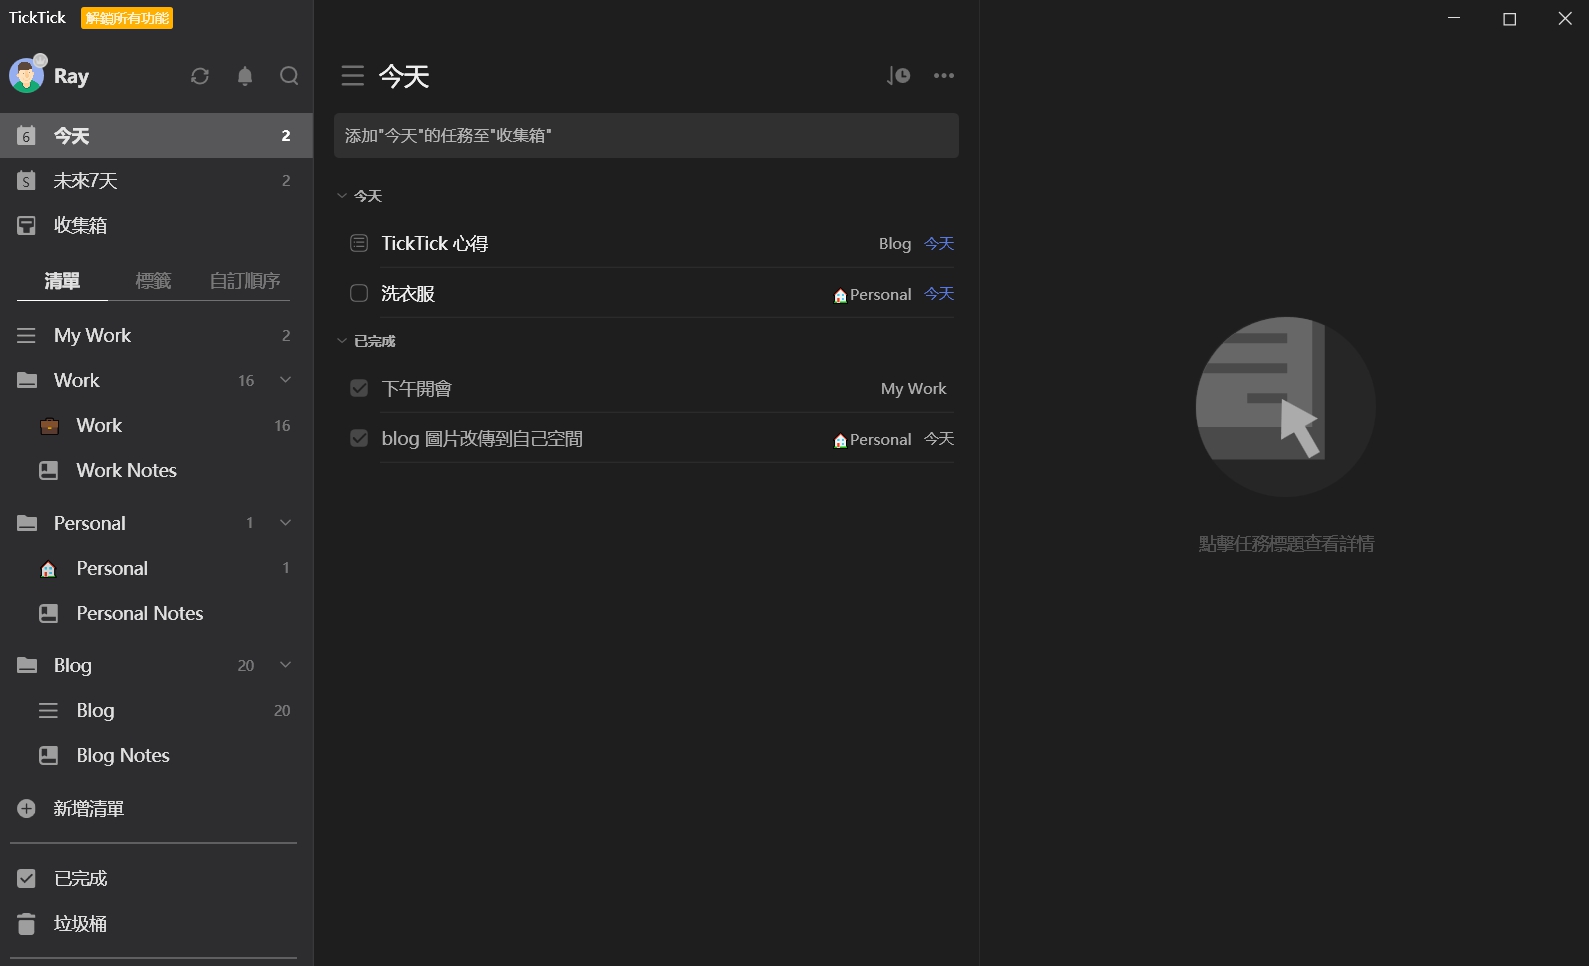 TickTick 解鎖所有功能
Ray
6 今天 2
S 未來7天 2
收集箱
清單 標籤 自訂順序
My Work 2
Work 16
Work 16
Work Notes
Personal 1
Personal 1
Personal Notes
Blog 20
Blog 20
Blog Notes
新增清單
已完成
垃圾桶
今天
添加"今天"的任務至"收集箱"
今天
TickTick 心得 Blog 今天
洗衣服 Personal 今天
已完成
下午開會 My Work
blog 圖片改傳到自己空間 Personal 今天
點擊任務標題查看詳情